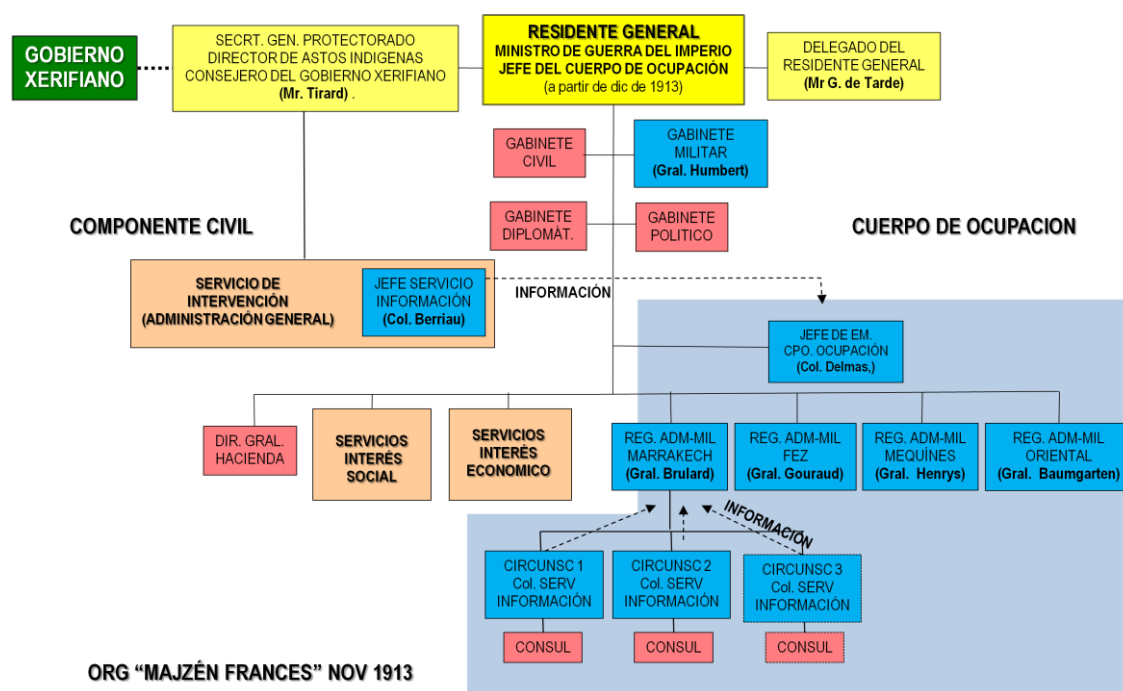 GOBIERNO
XERIFIANO
SECRT. GEN. PROTECTORADO
DIRECTOR DE ASTOS INDIGENAS
CONSEJERO DEL GOBIERNO XERIFIANO
(Mr. Tirard) .
RESIDENTE GENERAL
MINISTRO DE GUERRA DEL IMPERIO
JEFE DEL CUERPO DE OCUPACIÓN
(a partir de dic de 1913)
DELEGADO DEL
RESIDENTE GENERAL
(Mr G. de Tarde)
GABINETE
CIVIL
GABINETE
MILITAR
(Gral. Humbert)
COMPONENTE CIVIL
GABINETE
DIPLOMÁT.
GABINETE
POLITICO
CUERPO DE OCUPACION
SERVICIO DE
INTERVENCIÓN
(ADMINISTRACIÓN GENERAL)
JEFE SERVICIO
INFORMACIÓN
(Col. Berriau)
INFORMACIÓN
JEFE DE EM.
CPO. OCUPACIÓN
(Col. Delmas,)
DIR. GRAL.
HACIENDA
SERVICIOS
INTERÉS
SOCIAL
SERVICIOS
INTERÉS
ECONOMICO
REG. ADM-MIL
MARRAKECH
(Gral. Brulard)
REG. ADM-MIL
FEZ
(Gral. Gouraud)
REG. ADM-MIL
MEQUÍNES
(Gral. Henrys)
REG. ADM-MIL
ORIENTAL
(Gral. Baumgarten)
INFORMACIÓN
CIRCUNSC 1
Col. SERV
INFORMACIÓN
CIRCUNSC 2
Col. SERV
INFORMACIÓN
CIRCUNSC 3
Col. SERV
INFORMACIÓN
CONSUL
CONSUL
CONSUL
ORG “MAJZÉN FRANCES” NOV 1913